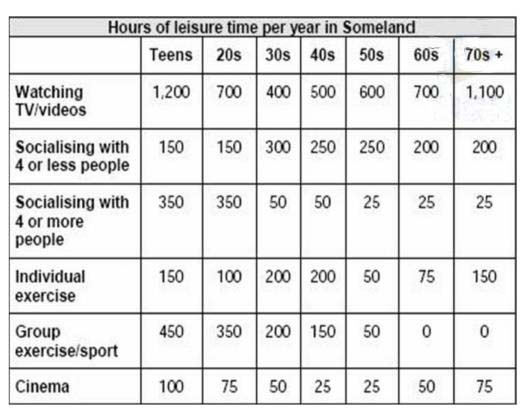 Hours of leisure time per year in Someland
Teens 20s 30s 40s 50s 60s 70s +
Watching 1,200 700 400 500 600 700 1,100
TV/videos
Socialising with 150 150 300 250 250 200 200
4 or less people
Socialising with 350 350 50 50 25 25 25
4 or more
people
Individual 150 100 200 200 50 75 150
exercise
Group 450 350 200 150 50 0 0
exercise/sport
Cinema 100 75 50 25 25 50 75